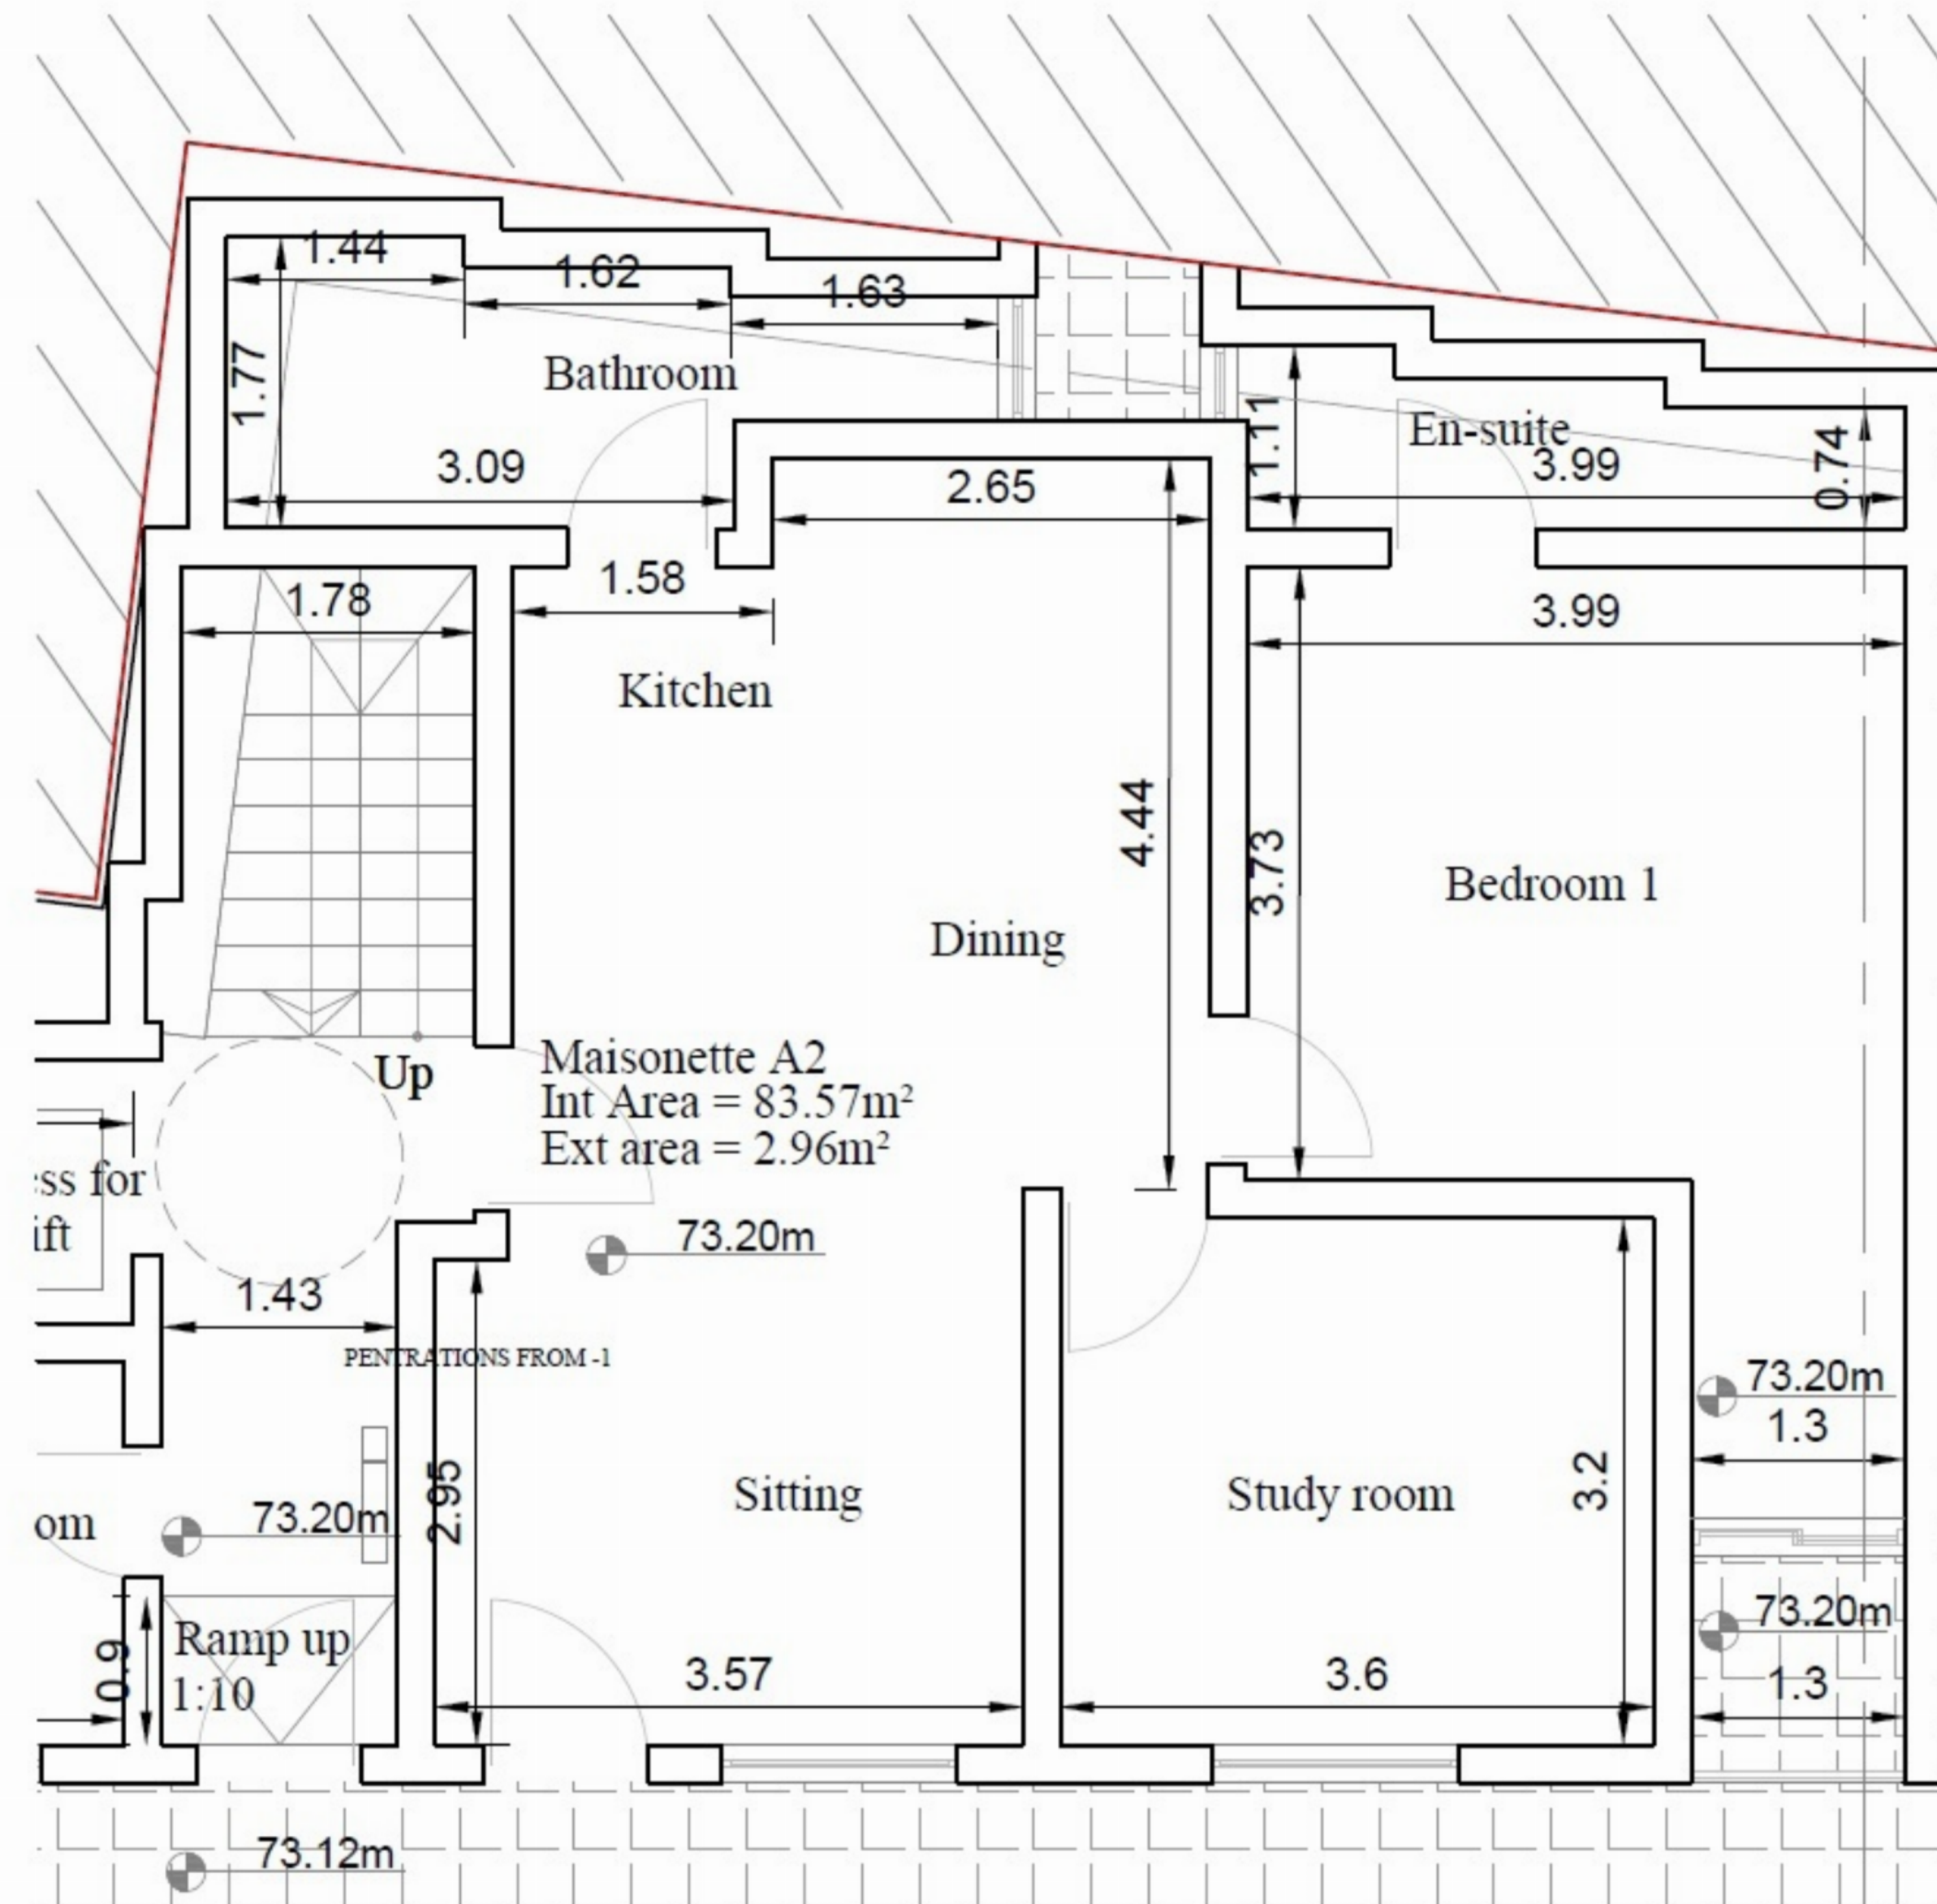 1.44
1.62
1.63
1.77
Bathroom
3.09
2.65
1.11
En-suite
3.99
0.74
1.78
1.58
3.99
Kitchen
4.44
3.73
Bedroom 1
Dining
Up
Maisonette A2
Int Area = 83.57m²
Ext area = 2.96m²
ss for
ift
73.20m
1.43
PENTRATIONS FROM -1
2.95
Sitting
Study room
3.2
73.20m
1.3
om
73.20m
Ramp up
1:10
0.9
3.57
3.6
73.20m
1.3
73.12m